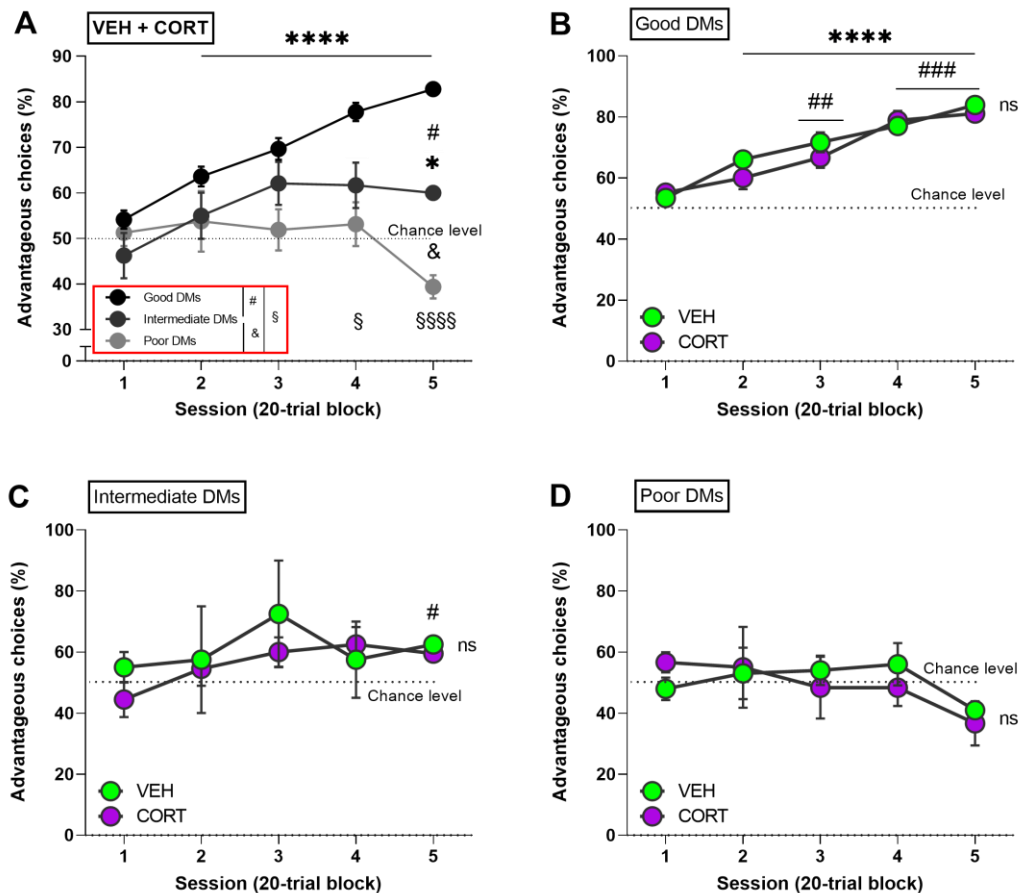 A
VEH + CORT
****
Advantageous choices (%)
90
80
70
60
50
40
30
0
#
*
Chance level
&
§
§§§§
Good DMs
Intermediate DMs
Poor DMs
#
&
§
1 2 3 4 5
Session (20-trial block)
B
Good DMs
****
##
###
ns
Advantageous choices (%)
100
80
60
40
20
0
Chance level
VEH
CORT
1 2 3 4 5
Session (20-trial block)
C
Intermediate DMs
Advantageous choices (%)
100
80
60
40
20
0
#
ns
Chance level
VEH
CORT
1 2 3 4 5
Session (20-trial block)
D
Poor DMs
Advantageous choices (%)
100
80
60
40
20
0
Chance level
ns
VEH
CORT
1 2 3 4 5
Session (20-trial block)